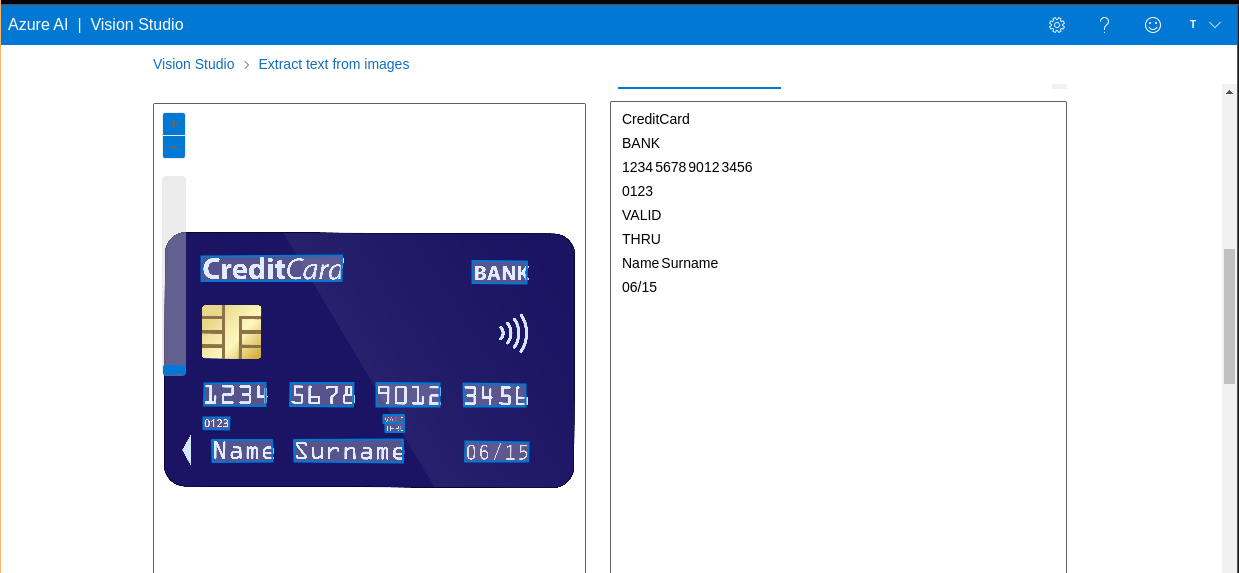 Azure AI | Vision Studio
T
Vision Studio > Extract text from images
+
−
CreditCard
BANK
1234 5678 9012 3456
0123
VALID
THRU
Name Surname
06/15
CreditCard
BANK
1234 5678 9012 3456
0123
VALID
THRU
Name Surname
06/15